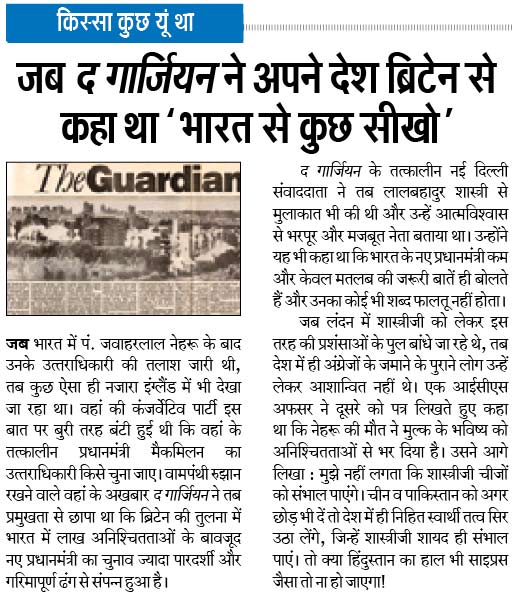 किस्सा कुछ यूं था
जब द गार्जियन ने अपने देश ब्रिटेन से
कहा था ‘भारत से कुछ सीखो’
The Guardian
जब भारत में पं. जवाहरलाल नेहरू के बाद
उनके उत्तराधिकारी की तलाश जारी थी,
तब कुछ ऐसा ही नजारा इंग्लैंड में भी देखा
जा रहा था। वहां की कंजर्वेटिव पार्टी इस
बात पर बुरी तरह बंटी हुई थी कि वहां के
तत्कालीन प्रधानमंत्री मैकमिलन का
उत्तराधिकारी किसे चुना जाए। वामपंथी रुझान
रखने वाले वहां के अखबार द गार्जियन ने तब
प्रमुखता से छापा था कि ब्रिटेन की तुलना में
भारत में लाख अनिश्चितताओं के बावजूद
नए प्रधानमंत्री का चुनाव ज्यादा पारदर्शी और
गरिमापूर्ण ढंग से संपन्न हुआ है।
द गार्जियन के तत्कालीन नई दिल्ली
संवाददाता ने तब लालबहादुर शास्त्री से
मुलाकात भी की थी और उन्हें आत्मविश्वास
से भरपूर और मजबूत नेता बताया था। उन्होंने
यह भी कहा था कि भारत के नए प्रधानमंत्री कम
और केवल मतलब की जरूरी बातें ही बोलते
हैं और उनका कोई भी शब्द फालतू नहीं होता।
जब लंदन में शास्त्रीजी को लेकर इस
तरह की प्रशंसाओं के पुल बांधे जा रहे थे, तब
देश में ही अंग्रेजों के जमाने के पुराने लोग उन्हें
लेकर आशान्वित नहीं थे। एक आईसीएस
अफसर ने दूसरे को पत्र लिखते हुए कहा
था कि नेहरू की मौत ने मुल्क के भविष्य को
अनिश्चितताओं से भर दिया है। उसने आगे
लिखा : मुझे नहीं लगता कि शास्त्रीजी चीजों
को संभाल पाएंगे। चीन व पाकिस्तान को अगर
छोड़ भी दें तो देश में ही निहित स्वार्थी तत्व सिर
उठा लेंगे, जिन्हें शास्त्रीजी शायद ही संभाल
पाएं। तो क्या हिंदुस्तान का हाल भी साइप्रस
जैसा तो ना हो जाएगा!